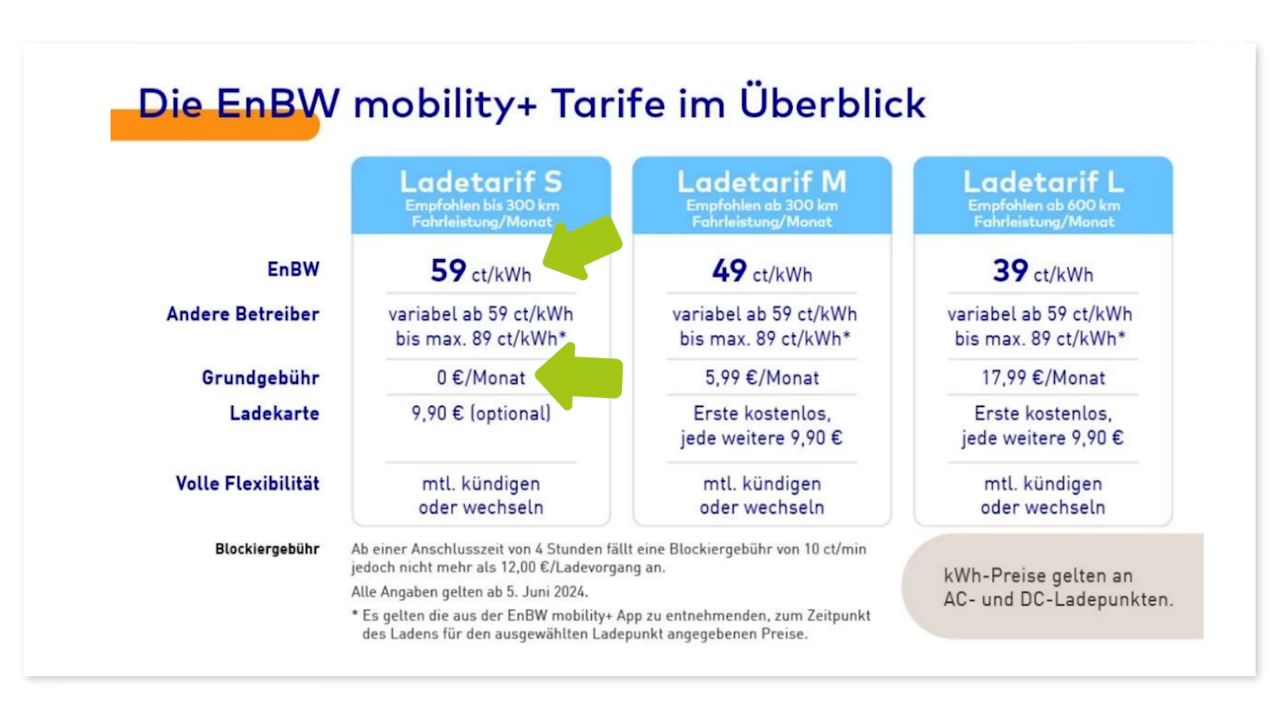 Die EnBW mobility+ Tarife im Überblick
Ladetarif S
Empfohlen bis 300 km
Fahrleistung/Monat
Ladetarif M
Empfohlen ab 300 km
Fahrleistung/Monat
Ladetarif L
Empfohlen ab 600 km
Fahrleistung/Monat
EnBW
59 ct/kWh
49 ct/kWh
39 ct/kWh
Andere Betreiber
variabel ab 59 ct/kWh
bis max. 89 ct/kWh*
variabel ab 59 ct/kWh
bis max. 89 ct/kWh*
variabel ab 59 ct/kWh
bis max. 89 ct/kWh*
Grundgebühr
0 €/Monat
5,99 €/Monat
17,99 €/Monat
Ladekarte
9,90 € (optional)
Erste kostenlos,
jede weitere 9,90 €
Erste kostenlos,
jede weitere 9,90 €
Volle Flexibilität
mtl. kündigen
oder wechseln
mtl. kündigen
oder wechseln
mtl. kündigen
oder wechseln
Blockiergebühr
Ab einer Anschlusszeit von 4 Stunden fällt eine Blockiergebühr von 10 ct/min
jedoch nicht mehr als 12,00 €/Ladevorgang an.
Alle Angaben gelten ab 5. Juni 2024.
* Es gelten die aus der EnBW mobility+ App zu entnehmenden, zum Zeitpunkt
des Ladens für den ausgewählten Ladepunkt angegebenen Preise.
kWh-Preise gelten an
AC- und DC-Ladepunkten.